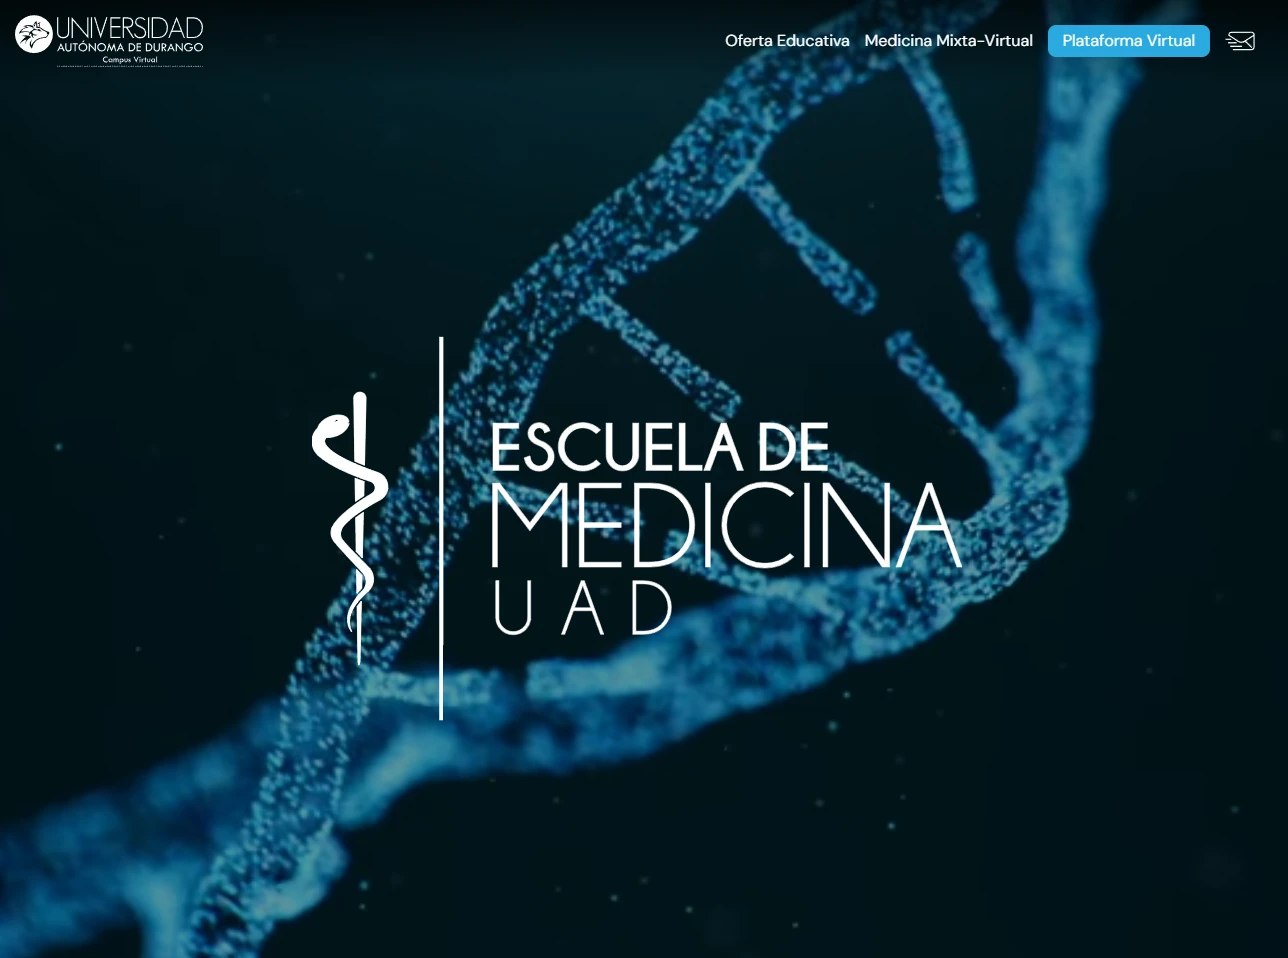 UNIVERSIDAD
AUTÓNOMA DE DURANGO
Campus Virtual
Oferta Educativa
Medicina Mixta-Virtual
Plataforma Virtual
ESCUELA DE
MEDICINA
UAD